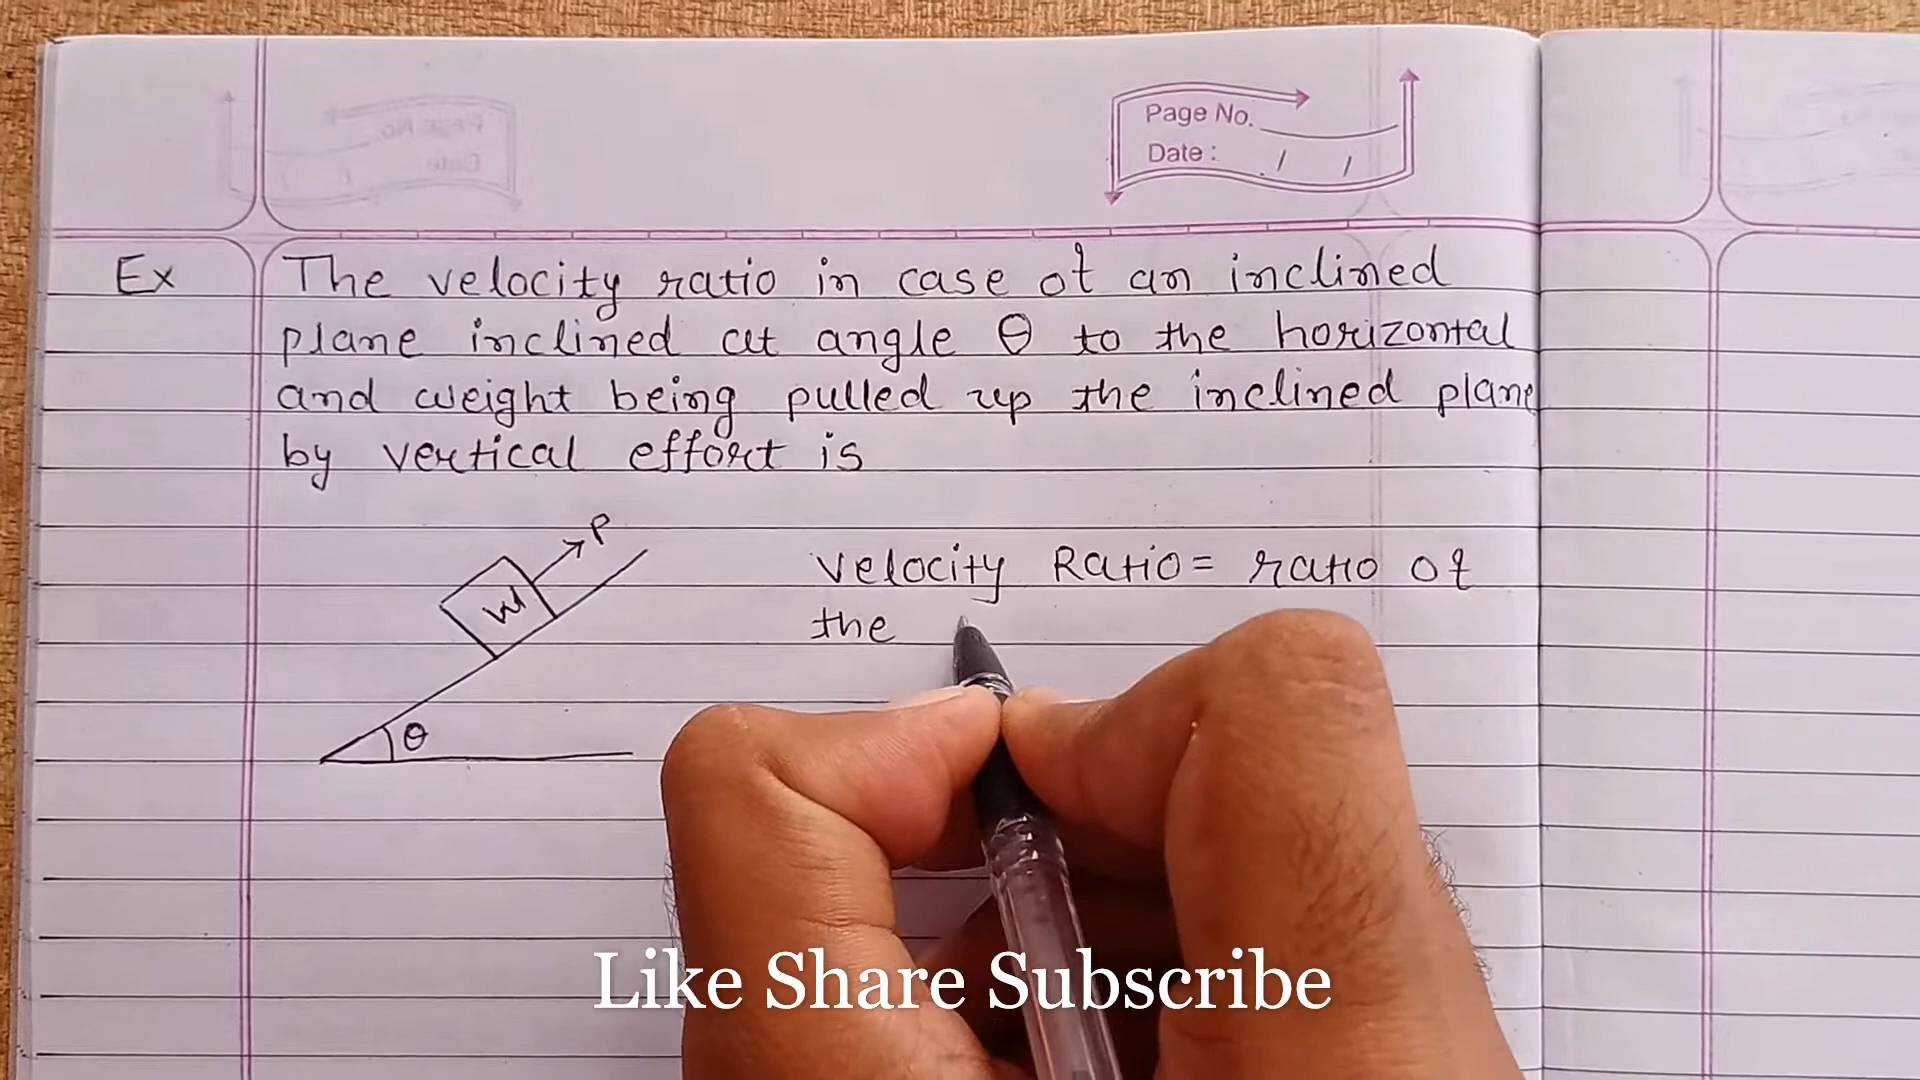 Page No.
Date : / /
Ex The velocity ratio in case of an inclined
plane inclined at angle θ to the horizontal
and weight being pulled up the inclined plane
by vertical effort is
P
W
θ
Velocity Ratio = ratio of
the
Like Share Subscribe